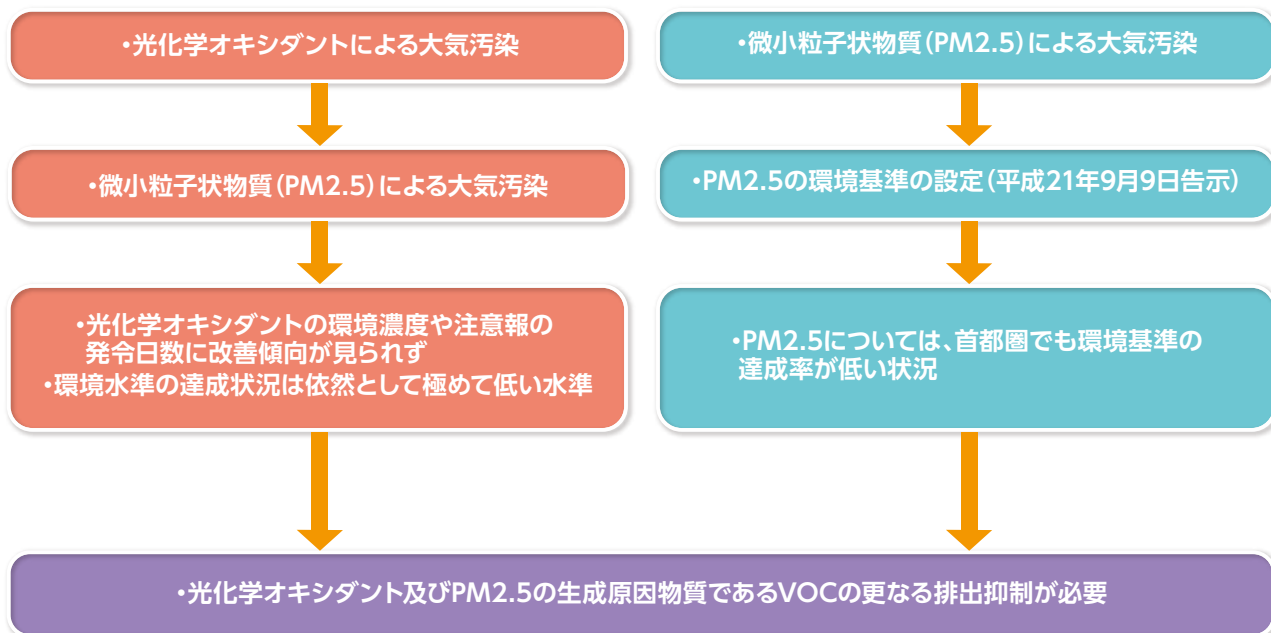 ・光化学オキシダントによる大気汚染
・微小粒子状物質(PM2.5)による大気汚染
・光化学オキシダントの環境濃度や注意報の
発令日数に改善傾向が見られず
・環境水準の達成状況は依然として極めて低い水準
・微小粒子状物質(PM2.5)による大気汚染
・PM2.5の環境基準の設定(平成21年9月9日告示)
・PM2.5については、首都圏でも環境基準の
達成率が低い状況
・光化学オキシダント及びPM2.5の生成原因物質であるVOCの更なる排出抑制が必要